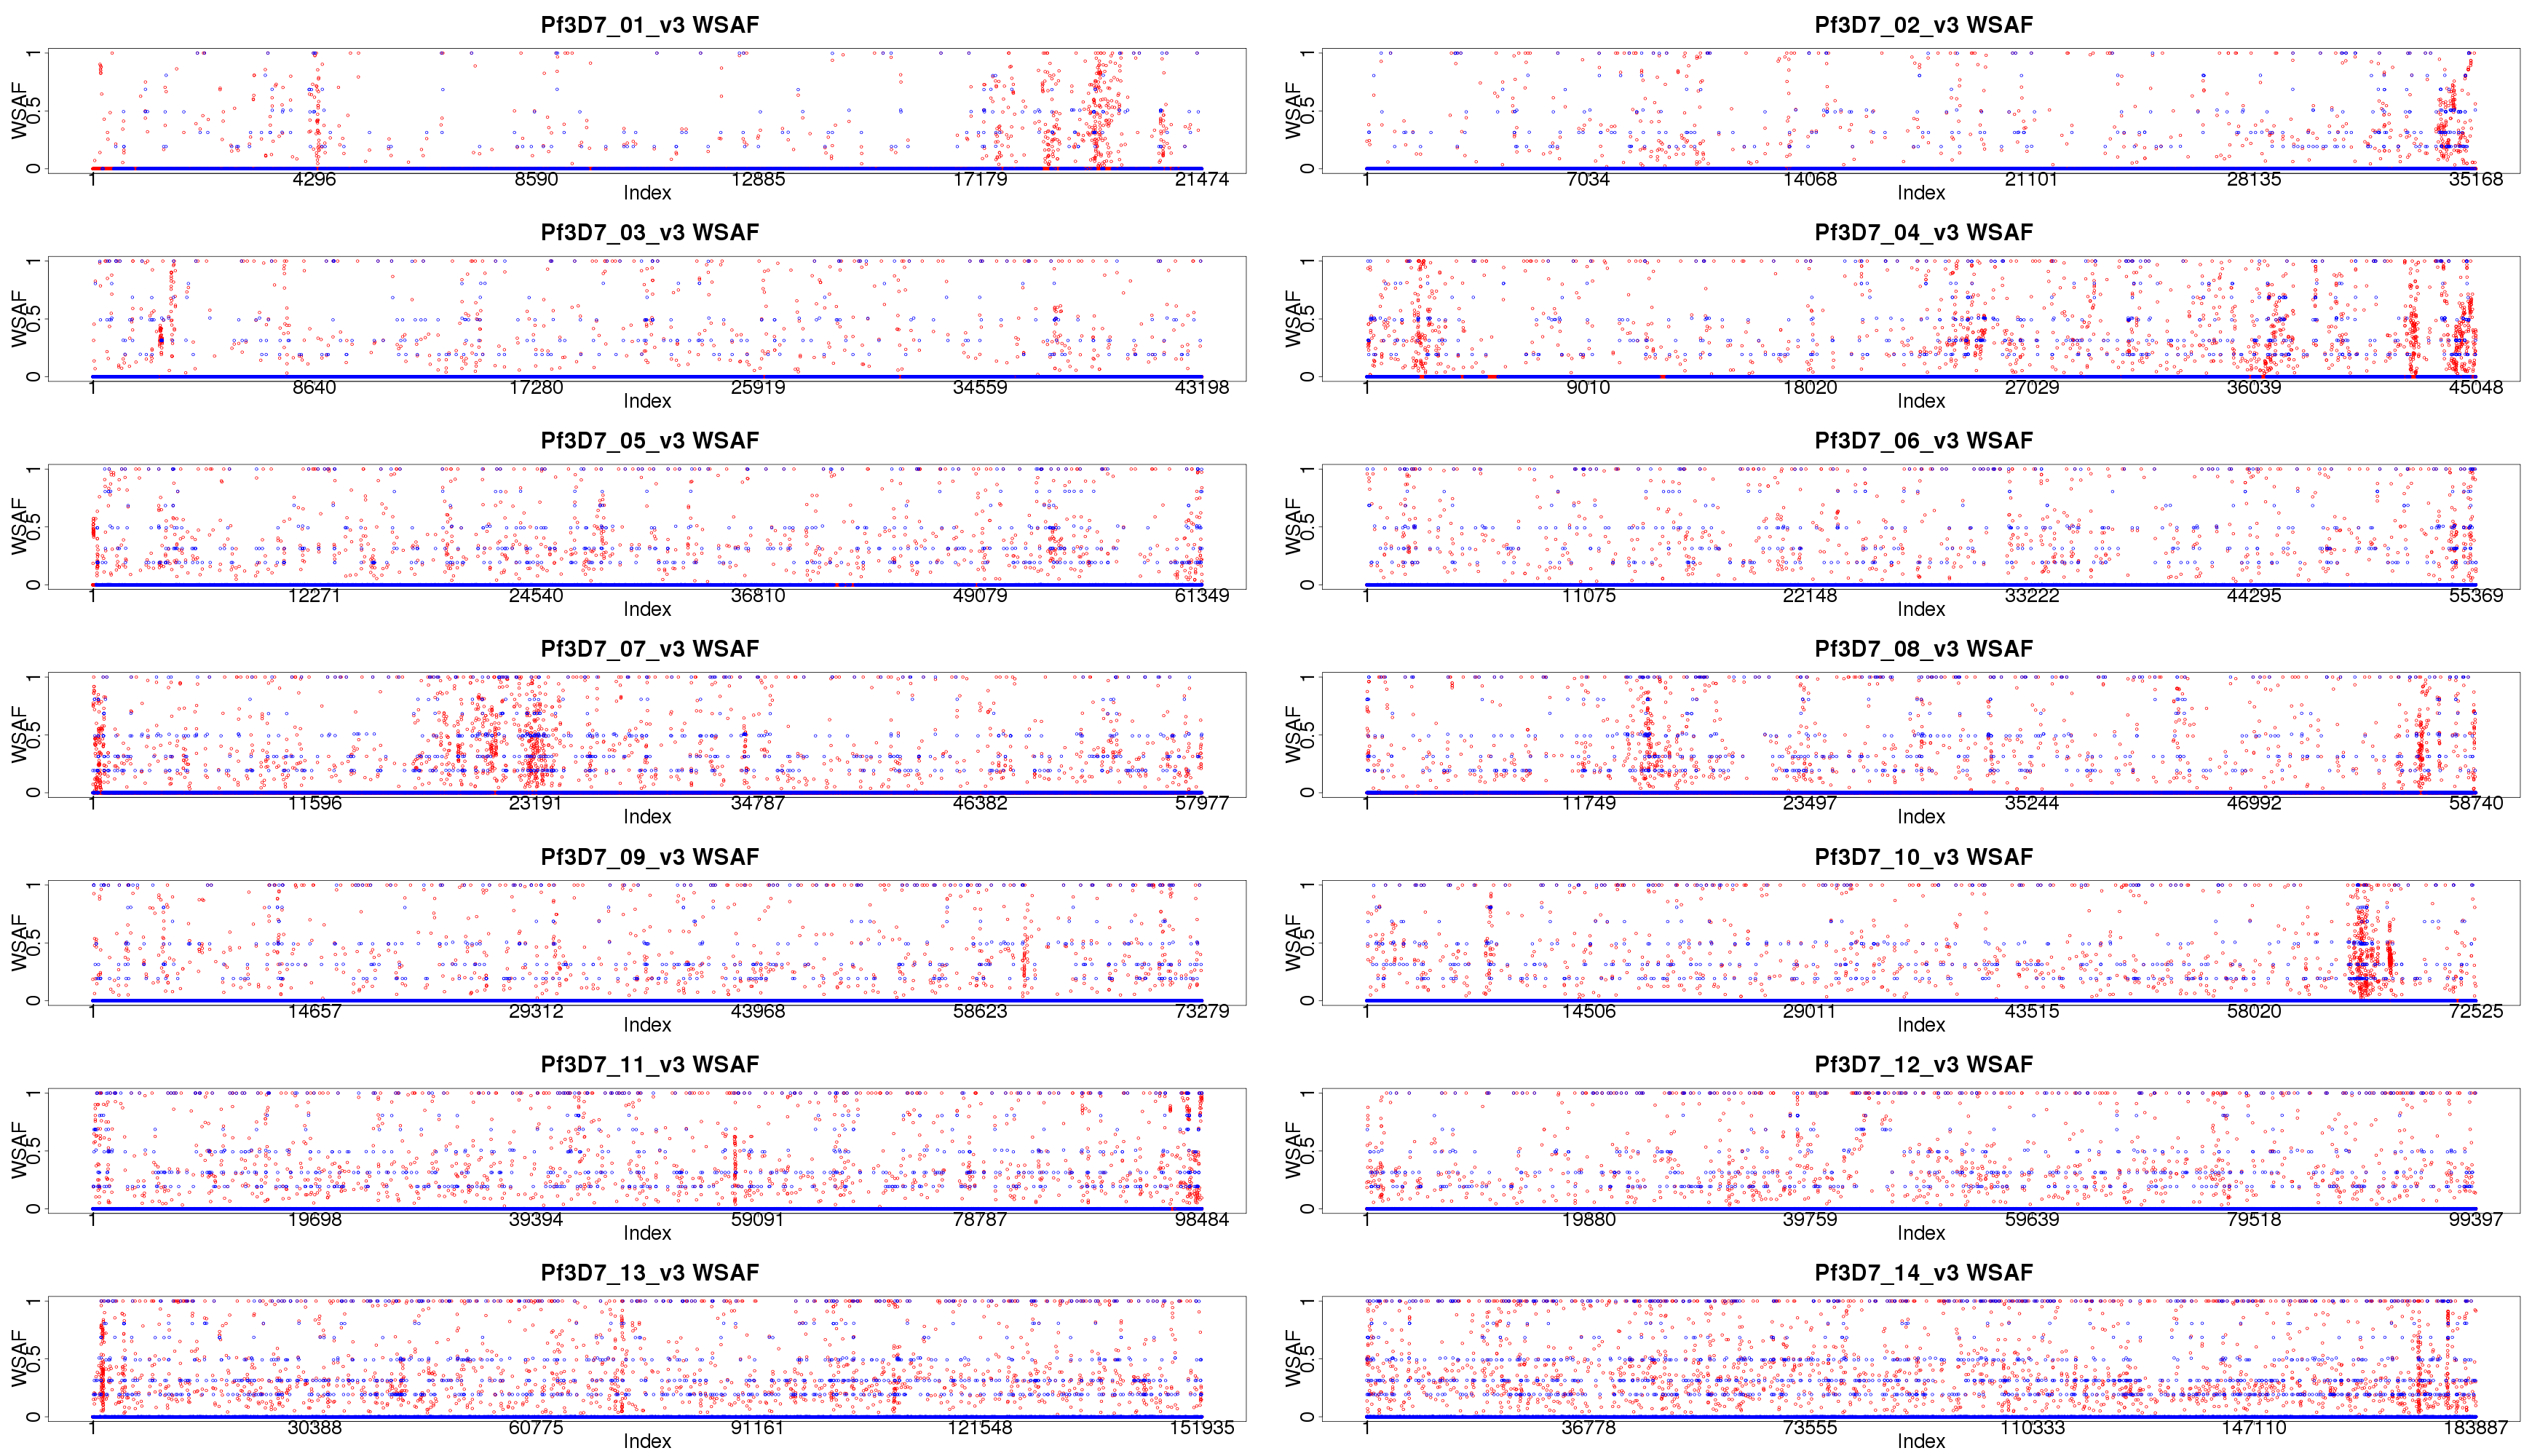 Pf3D7_01_v3 WSAF
WSAF
0 0.5 1
1 4296 8590 12885 17179 21474
Index
Pf3D7_02_v3 WSAF
WSAF
0 0.5 1
1 7034 14068 21101 28135 35168
Index
Pf3D7_03_v3 WSAF
WSAF
0 0.5 1
1 8640 17280 25919 34559 43198
Index
Pf3D7_04_v3 WSAF
WSAF
0 0.5 1
1 9010 18020 27029 36039 45048
Index
Pf3D7_05_v3 WSAF
WSAF
0 0.5 1
1 12271 24540 36810 49079 61349
Index
Pf3D7_06_v3 WSAF
WSAF
0 0.5 1
1 11075 22148 33222 44295 55369
Index
Pf3D7_07_v3 WSAF
WSAF
0 0.5 1
1 11596 23191 34787 46382 57977
Index
Pf3D7_08_v3 WSAF
WSAF
0 0.5 1
1 11749 23497 35244 46992 58740
Index
Pf3D7_09_v3 WSAF
WSAF
0 0.5 1
1 14657 29312 43968 58623 73279
Index
Pf3D7_10_v3 WSAF
WSAF
0 0.5 1
1 14506 29011 43515 58020 72525
Index
Pf3D7_11_v3 WSAF
WSAF
0 0.5 1
1 19698 39394 59091 78787 98484
Index
Pf3D7_12_v3 WSAF
WSAF
0 0.5 1
1 19880 39759 59639 79518 99397
Index
Pf3D7_13_v3 WSAF
WSAF
0 0.5 1
1 30388 60775 91161 121548 151935
Index
Pf3D7_14_v3 WSAF
WSAF
0 0.5 1
1 36778 73555 110333 147110 183887
Index